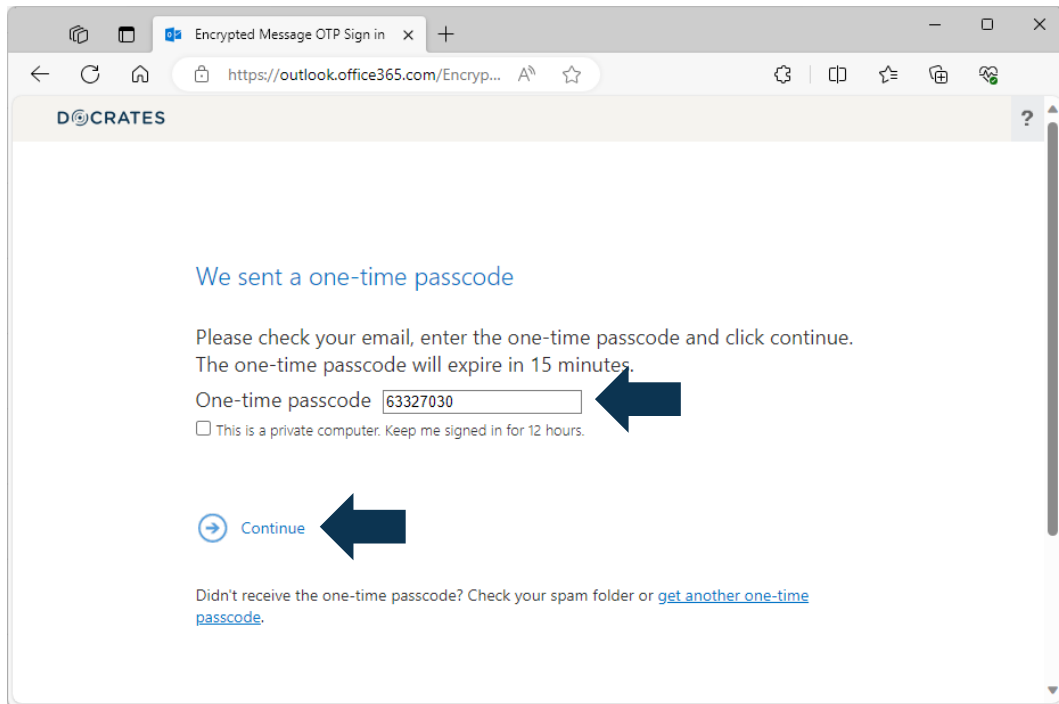 Encrypted Message OTP Sign in
https://outlook.office365.com/Encryp...
DOCRATES
?
We sent a one-time passcode
Please check your email, enter the one-time passcode and click continue.
The one-time passcode will expire in 15 minutes.
One-time passcode 63327030
This is a private computer. Keep me signed in for 12 hours.
Continue
Didn't receive the one-time passcode? Check your spam folder or get another one-time
passcode.